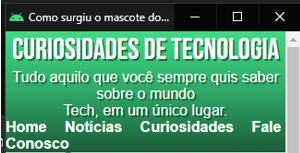 Como surgiu o mascote do...
CURIOSIDADES DE TECNOLOGIA
Tudo aquilo que você sempre quis saber
sobre o mundo
Tech, em um único lugar.
Home Notícias Curiosidades Fale
Conosco